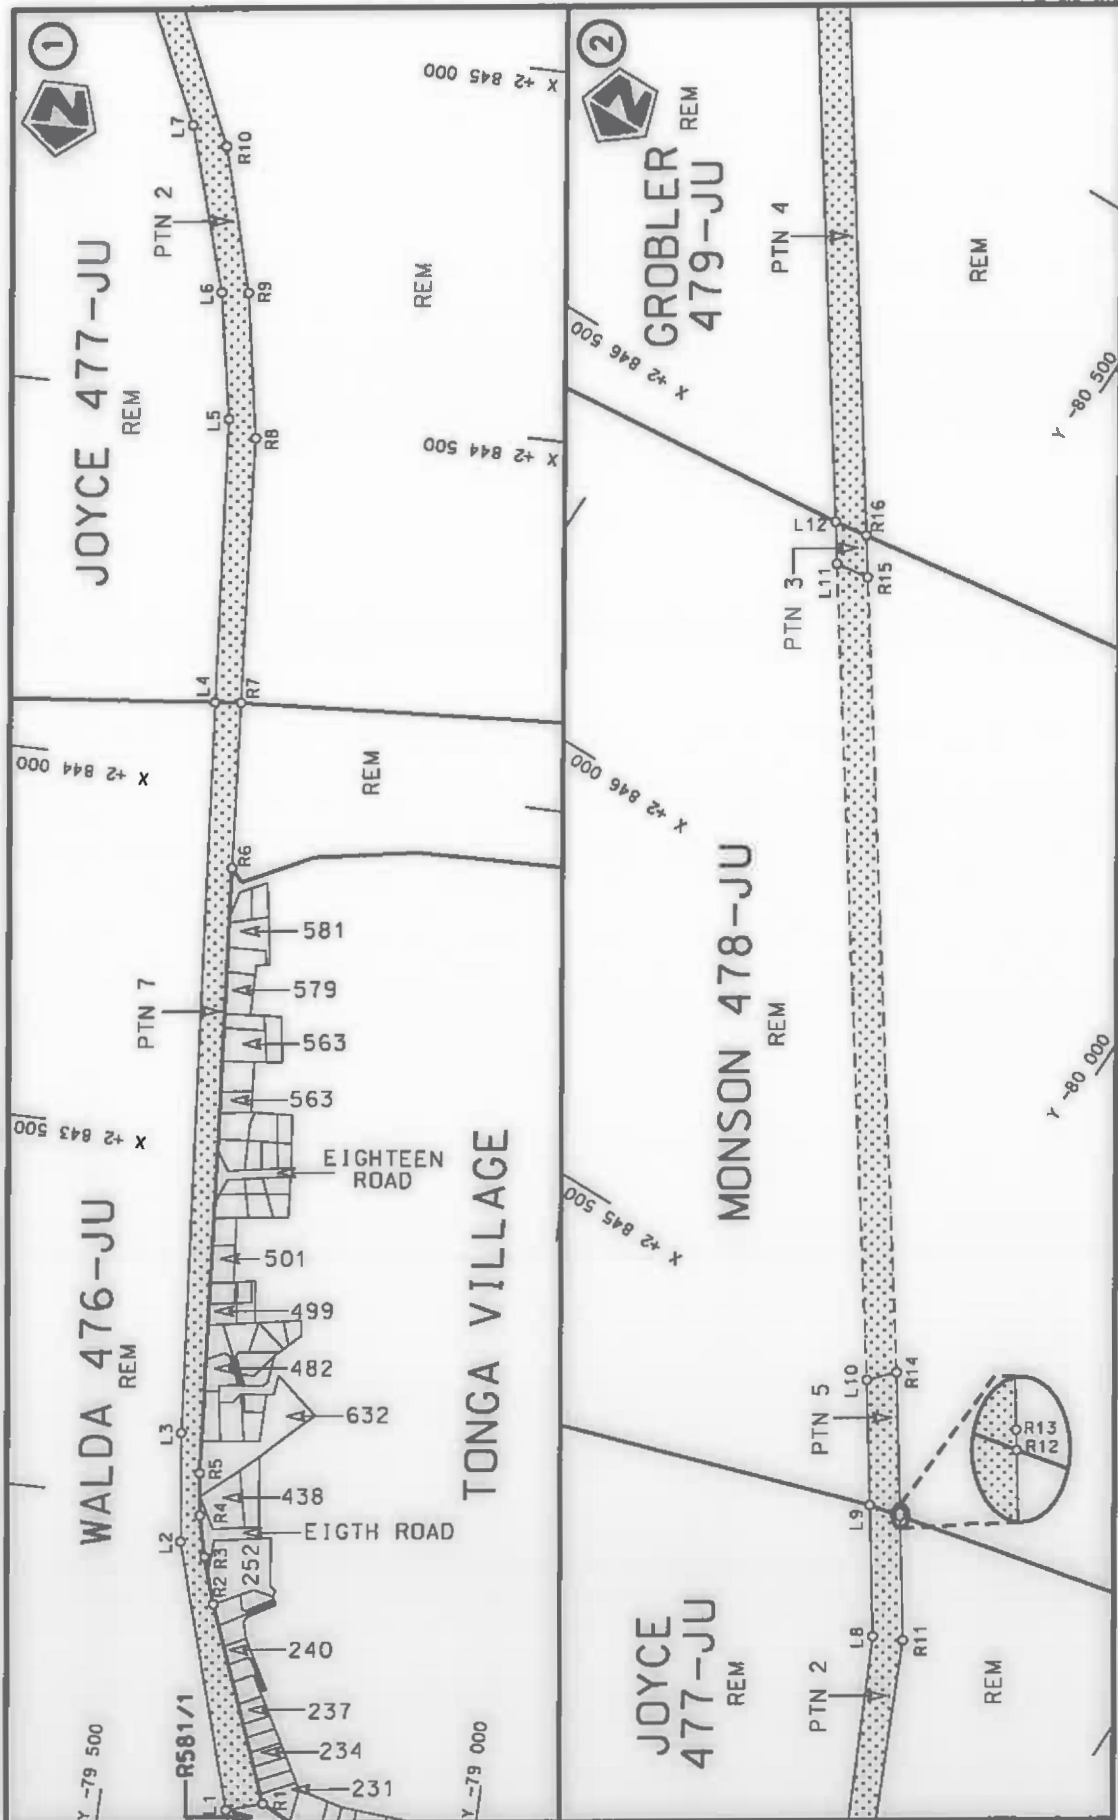 1
N
JOYCE 477-JU
REM
PTN 2
L7
R10
L6
R9
L5
R8
REM
X +2 845 000
X +2 844 500
L4
R7
X +2 844 000
REM
R6
WALDA 476-JU
REM
PTN 7
X +2 843 500
581
579
563
563
EIGHTEEN
ROAD
501
499
482
632
438
EIGTH ROAD
252
240
237
234
231
TONGA VILLAGE
L3
R5
R4
L2
R3
R2
R581/1
L1
R1
Y -79 500
Y -79 000
2
N
GROBLER
479-JU
REM
PTN 4
REM
X +2 846 500
Y -80 500
L12
R16
L11
R15
PTN 3
X +2 846 000
MONSON 478-JU
REM
Y -80 000
X +2 845 500
L10
R14
PTN 5
R13
R12
L9
JOYCE
477-JU
REM
PTN 2
L8
R11
REM